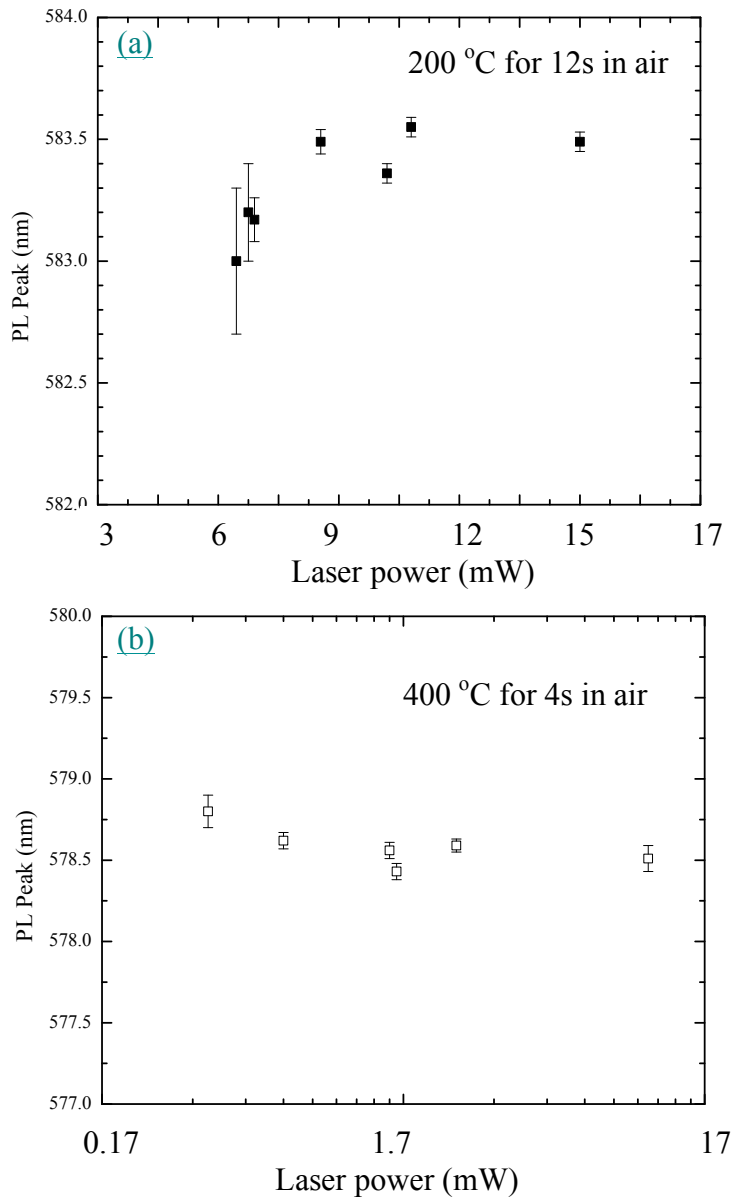 584.0
(a)
200 °C for 12s in air
583.5
583.0
582.5
582.0
PL Peak (nm)
3 6 9 12 15 17
Laser power (mW)
580.0
(b)
400 °C for 4s in air
579.5
579.0
578.5
578.0
577.5
577.0
PL Peak (nm)
0.17 1.7 17
Laser power (mW)